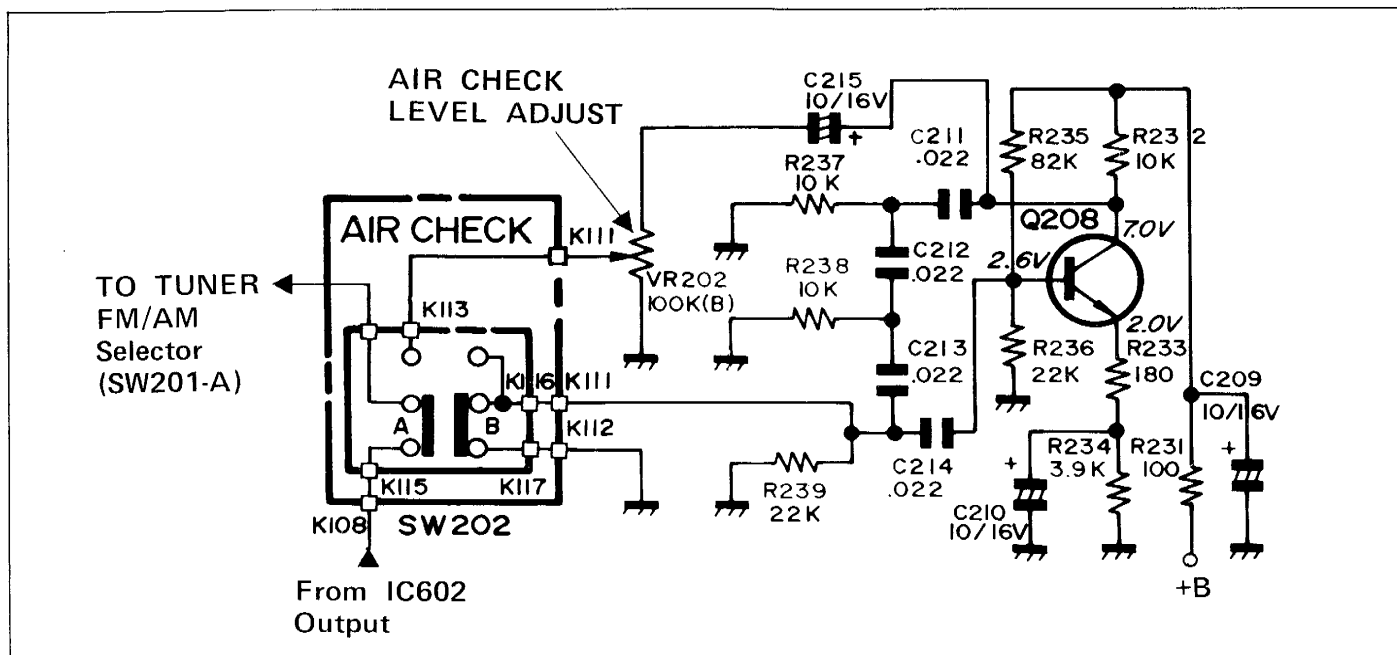 AIR CHECK
LEVEL ADJUST
C215
10/16V
+
C211
.022
R235
82K
R232
10K
R237
10K
Q208
7.0V
AIR CHECK
K111
VR202
100K(B)
C212
.022
2.6V
R238
10K
TO TUNER
FM/AM
Selector
(SW201-A)
K113
2.0V
C213
.022
R236
22K
R233
180
C209
10/16V
+
K116
K111
A
B
K112
K115
K117
R239
22K
C214
.022
+
R234
3.9K
R231
100
C210
10/16V
K108
SW202
From IC602
Output
+B